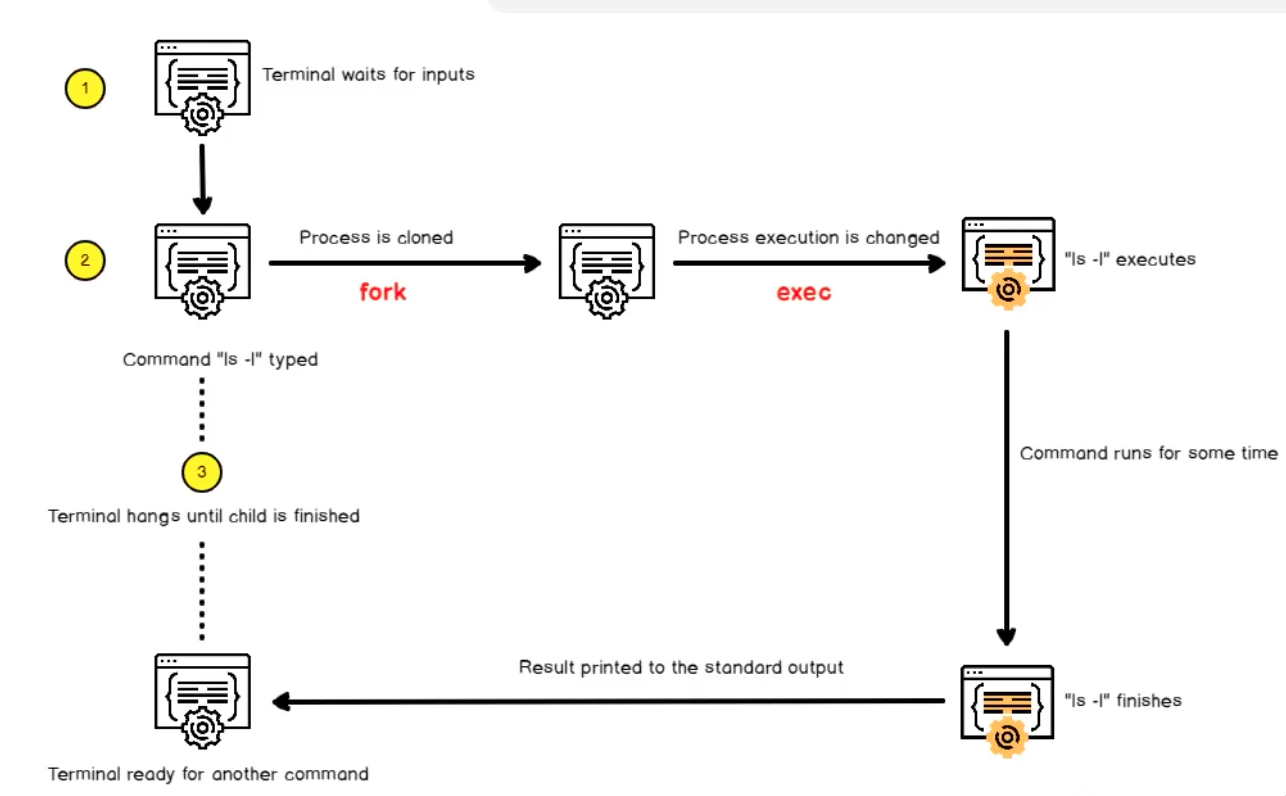 1
Terminal waits for inputs
2
Process is cloned
fork
Process execution is changed
exec
"ls -l" executes
Command "ls -l" typed
3
Terminal hangs until child is finished
Command runs for some time
Result printed to the standard output
"ls -l" finishes
Terminal ready for another command